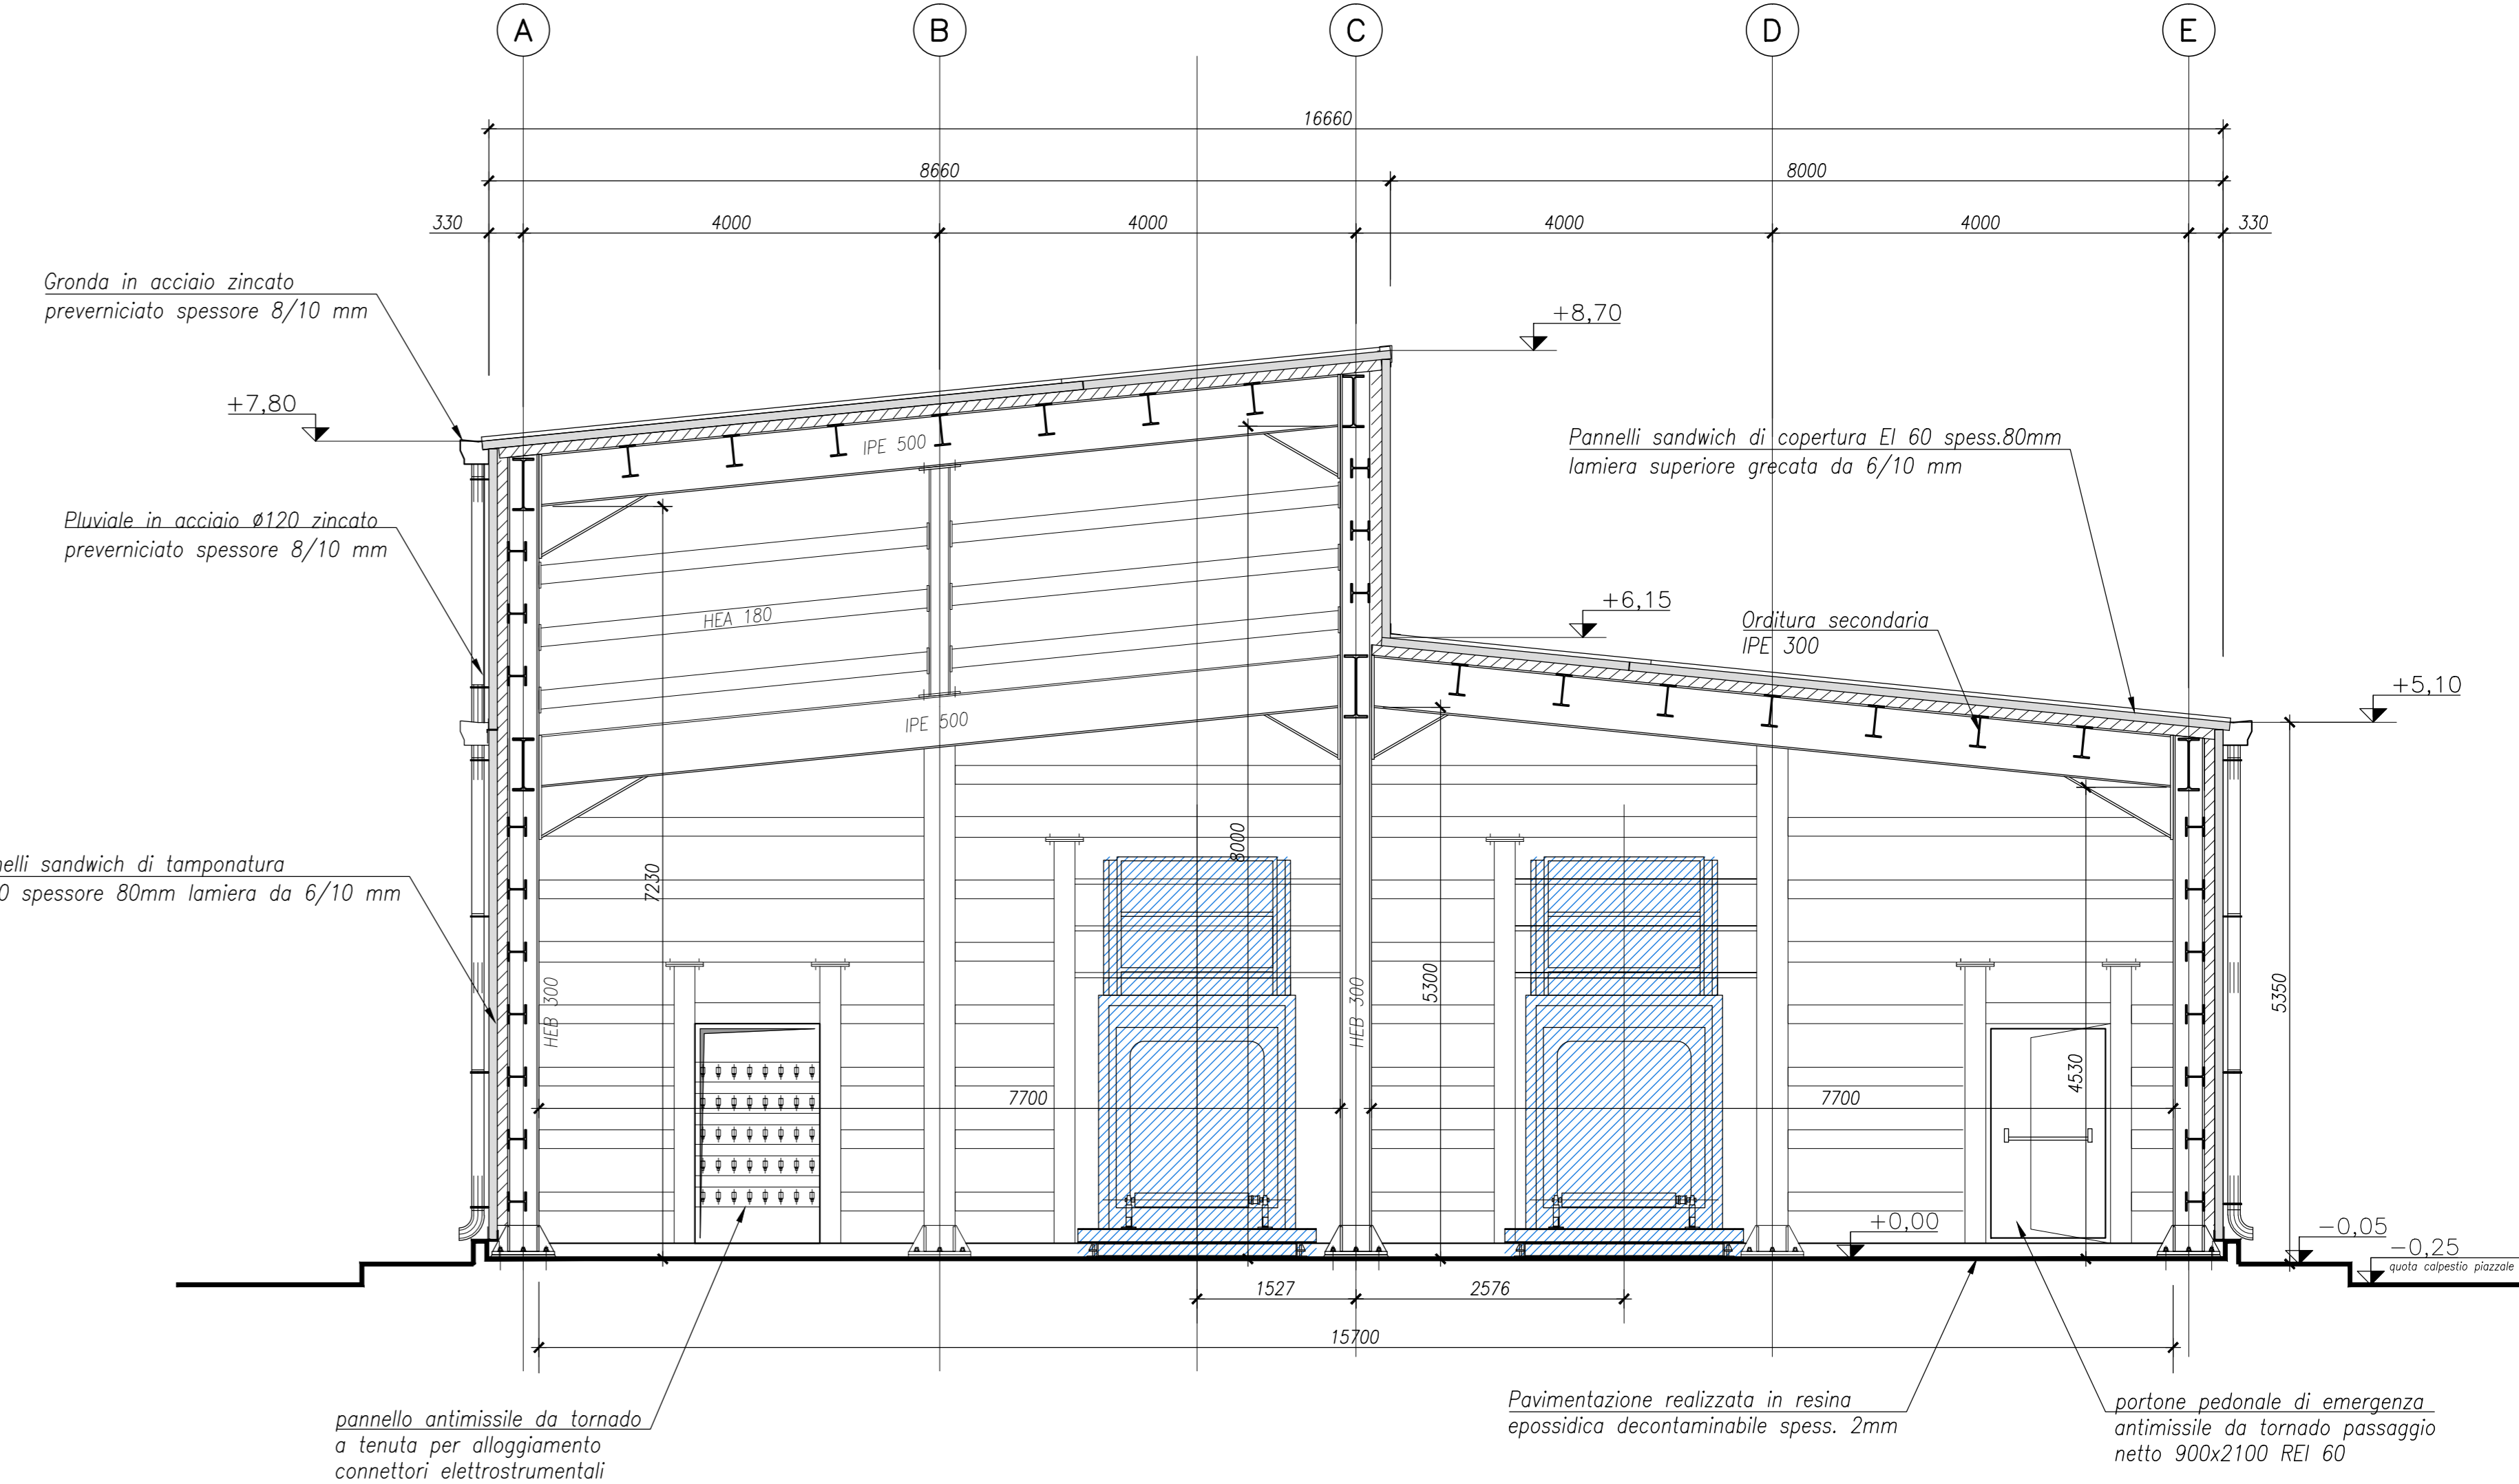 A
B
C
D
E
16660
8660
8000
330
4000
4000
4000
4000
330
Gronda in acciaio zincato
preverniciato spessore 8/10 mm
+8,70
+7,80
IPE 500
Pannelli sandwich di copertura EI 60 spess.80mm
lamiera superiore grecata da 6/10 mm
Pluviale in acciaio ø120 zincato
preverniciato spessore 8/10 mm
+6,15
HEA 180
Orditura secondaria
IPE 300
+5,10
IPE 500
nelli sandwich di tamponatura
0 spessore 80mm lamiera da 6/10 mm
7230
8000
5300
HEB 300
HEB 300
5350
4530
7700
7700
+0,00
-0,05
-0,25
quota calpestio piazzale
1527
2576
15700
pannello antimissile da tornado
a tenuta per alloggiamento
connettori elettrostrumentali
Pavimentazione realizzata in resina
epossidica decontaminabile spess. 2mm
portone pedonale di emergenza
antimissile da tornado passaggio
netto 900x2100 REI 60